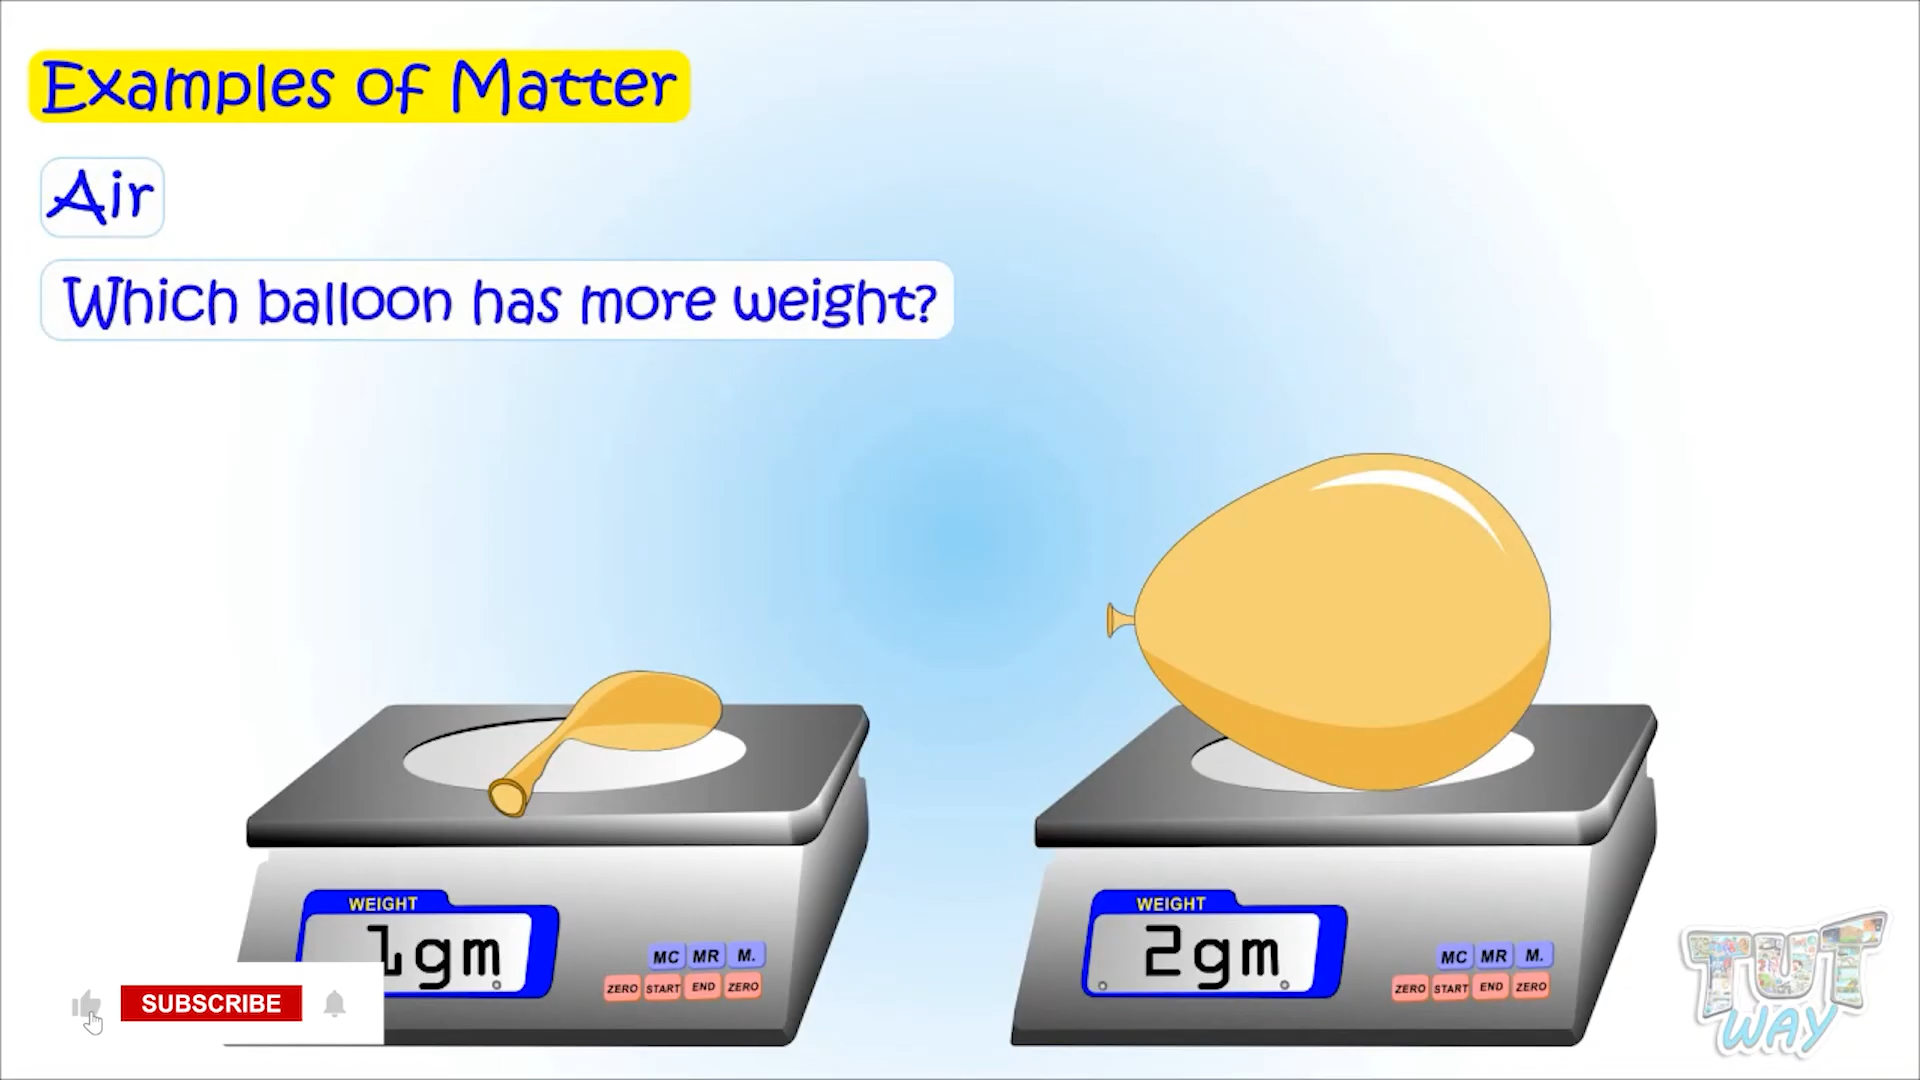 Examples of Matter
Air
Which balloon has more weight?
WEIGHT
1gm
MC MR M.
ZERO START END ZERO
SUBSCRIBE
WEIGHT
2gm
MC MR M.
ZERO START END ZERO
TUT
WAY